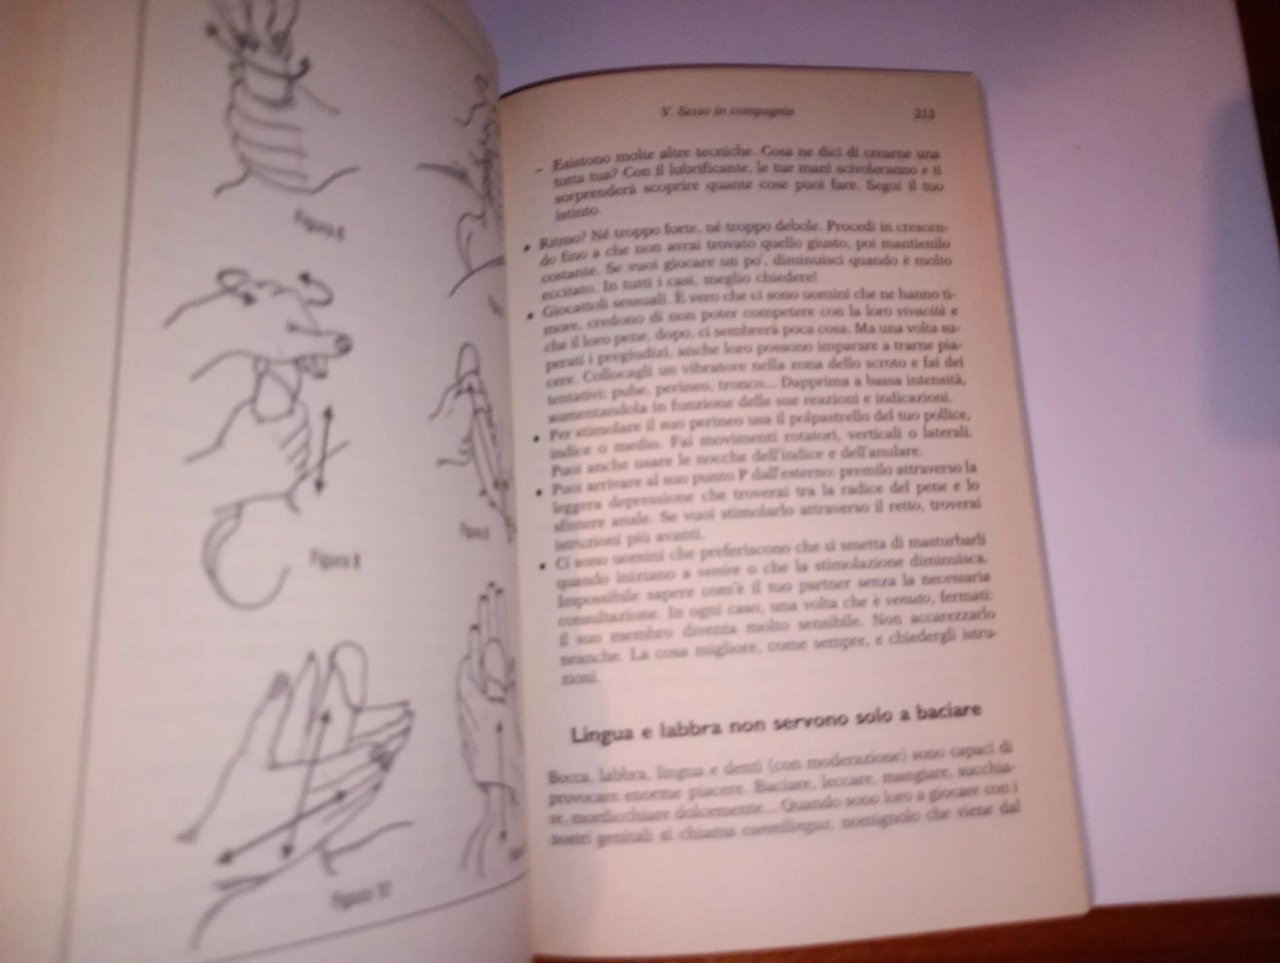 Figura 6
Figura 8
Figura 10
V. Sesso in compagnia
213
- Esistono molte altre tecniche. Cosa ne dici di crearne una
tutta tua? Con il lubrificante, le tue mani scivoleranno e ti
sorprenderà scoprire quante cose puoi fare. Segui il tuo
istinto.
• Ritmo? Né troppo forte, né troppo debole. Procedi in crescen-
do fino a che non avrai trovato quello giusto, poi mantienilo
costante. Se vuoi giocare un po', diminuisci quando è molto
eccitato. In tutti i casi, meglio chiedere!
• Giocattoli sessuali. È vero che ci sono uomini che ne hanno ti-
more, credono di non poter competere con la loro vivacità e
che il loro pene, dopo, ci sembrerà poca cosa. Ma una volta su-
perati i pregiudizi, anche loro possono imparare a trarne pia-
cere. Collocagli un vibratore nella zona dello scroto e fai dei
tentativi: pube, perineo, tronco... Dapprima a bassa intensità,
aumentandola in funzione delle sue reazioni e indicazioni.
• Per stimolare il suo perineo usa il polpastrello del tuo pollice,
indice o medio. Fai movimenti rotatori, verticali o laterali.
Puoi anche usare le nocche dell'indice e dell'anulare.
• Puoi arrivare al suo punto P dall'esterno: premilo attraverso la
leggera depressione che troverai tra la radice del pene e lo
sfintere anale. Se vuoi stimolarlo attraverso il retto, troverai
istruzioni più avanti.
• Ci sono uomini che preferiscono che si smetta di masturbarli
quando iniziano a venire o che la stimolazione diminuisca.
Impossibile sapere com'è il tuo partner senza la necessaria
consultazione. In ogni caso, una volta che è venuto, fermati:
il suo membro diventa molto sensibile. Non accarezzarlo
neanche. La cosa migliore, come sempre, è chiedergli istru-
zioni.
Lingua e labbra non servono solo a baciare
Bocca, labbra, lingua e denti (con moderazione) sono capaci di
provocare enorme piacere. Baciare, leccare, mangiare, succhia-
re, mordicchiare dolcemente... Quando sono loro a giocare con i
nostri genitali si chiama cunnilingus, nomignolo che viene dal